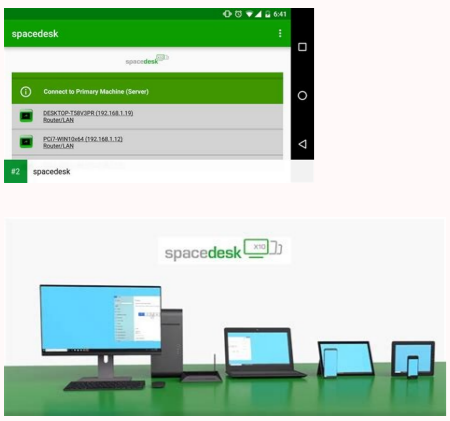 6:41
spacedesk
spacedesk
Connect to Primary Machine (Server)
DESKTOP-T58V3PR (192.168.1.19)
Router/LAN
PCI7-WIN10x64 (192.168.1.12)
Router/LAN
#2 spacedesk
spacedesk